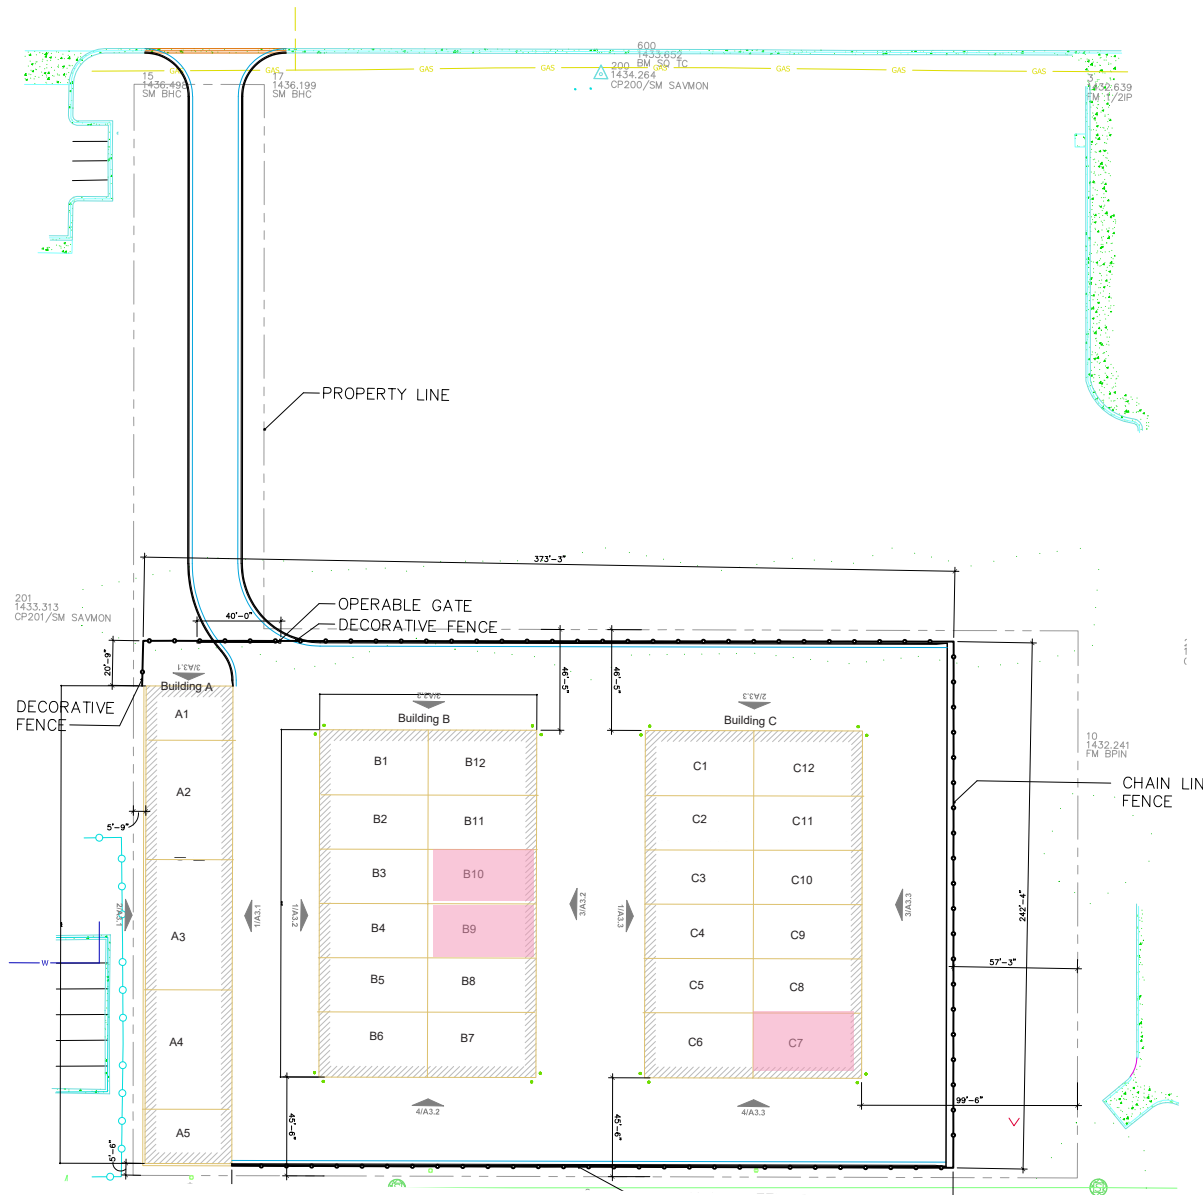 600
1433.652
BM SQ TC
200
1434.264
CP200/SM SAVMON
GAS
GAS
GAS
GAS
GAS
GAS
GAS
GAS
15
1436.498
SM BHC
17
1436.199
SM BHC
3
1432.639
FM 1/2IP
PROPERTY LINE
373'-3"
201
1433.313
CP201/SM SAVMON
40'-0"
OPERABLE GATE
DECORATIVE FENCE
20'-9"
3/A3.1
Building A
46'-5"
46'-5"
DECORATIVE
FENCE
3/A3.2
Building B
2/A3.3
Building C
10
1432.241
FM BPIN
CHAIN LIN
FENCE
A1
A2
A3
A4
A5
B1
B12
B2
B11
B3
B10
B4
B9
B5
B8
B6
B7
C1
C12
C2
C11
C3
C10
C4
C9
C5
C8
C6
C7
5'-9"
2/A3.1
1/A3.1
1/A3.2
3/A3.2
1/A3.3
3/A3.3
242'-4"
W
57'-3"
99'-6"
4/A3.2
4/A3.3
45'-6"
45'-6"
5'-6"